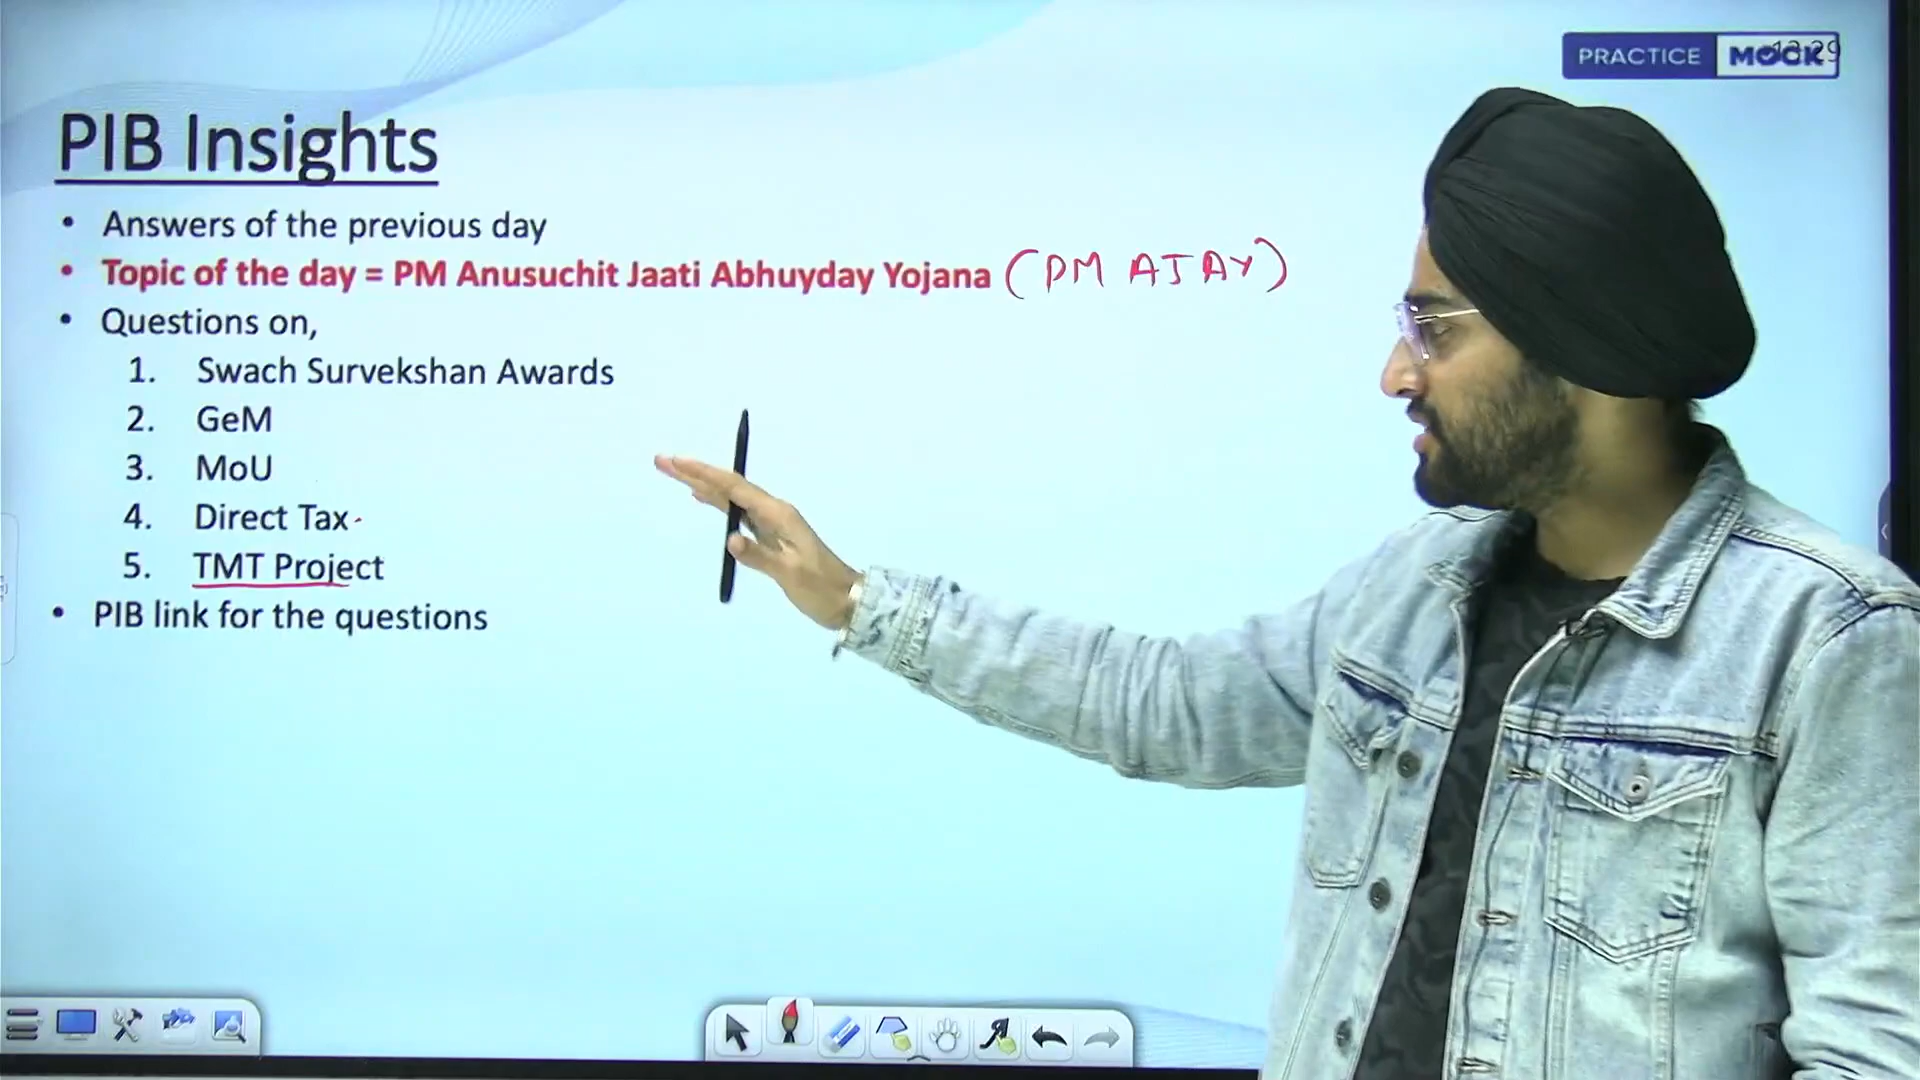 PRACTICE MOCK
13:29
PIB Insights
• Answers of the previous day
• Topic of the day = PM Anusuchit Jaati Abhuyday Yojana (PM AJAY)
• Questions on,
1. Swach Survekshan Awards
2. GeM
3. MoU
4. Direct Tax
5. TMT Project
• PIB link for the questions